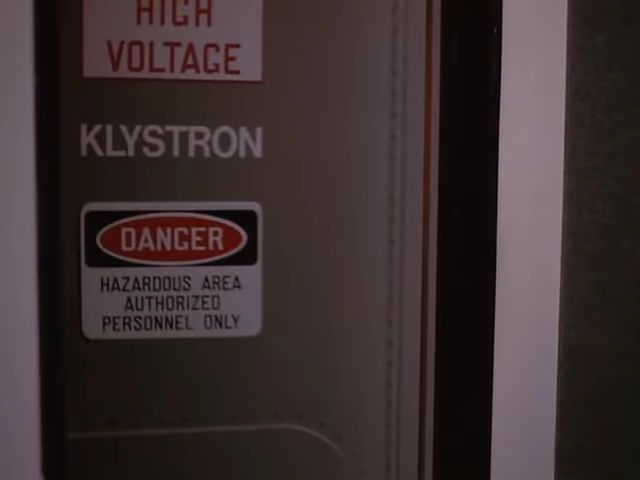 HIGH
VOLTAGE
KLYSTRON
DANGER
HAZARDOUS AREA
AUTHORIZED
PERSONNEL ONLY